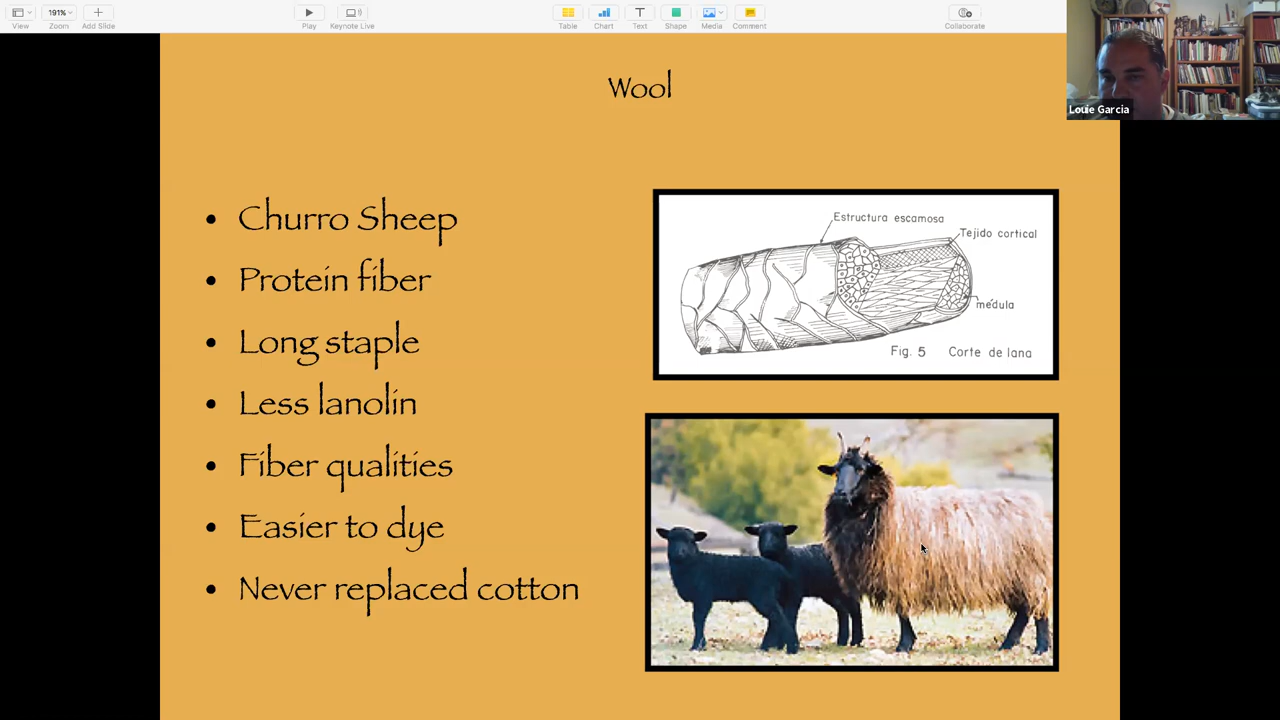 191%
View
Zoom
Add Slide
Play
Keynote Live
Table
Chart
Text
Shape
Media
Comment
Collaborate
Louie Garcia
Wool
• Churro Sheep
• Protein fiber
• Long staple
• Less lanolin
• Fiber qualities
• Easier to dye
• Never replaced cotton
Estructura escamosa
Tejido cortical
médula
Fig. 5 Corte de lana